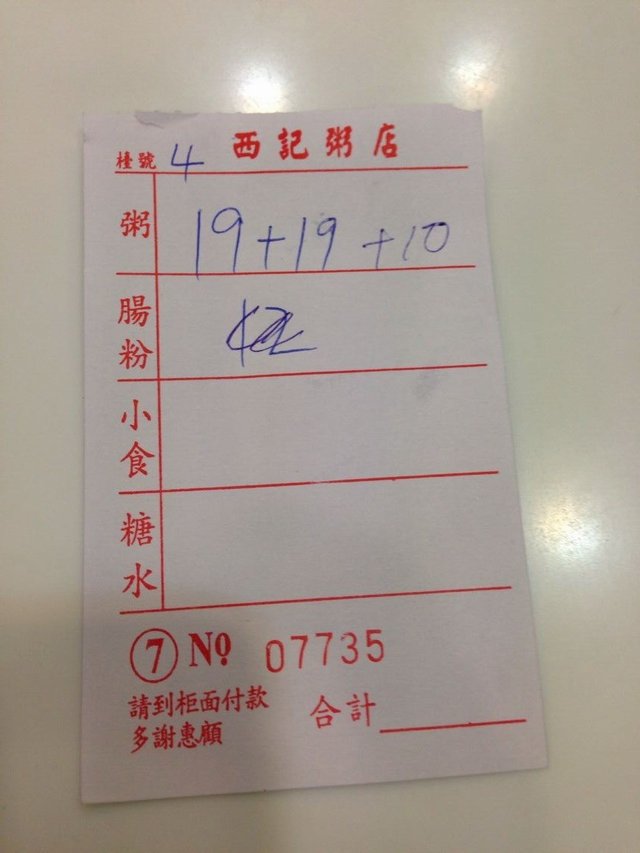 西記粥店
檯號 4
粥 19+19+10
腸粉
小食
糖水
7 Nº 07735
請到柜面付款 合計
多謝惠顧